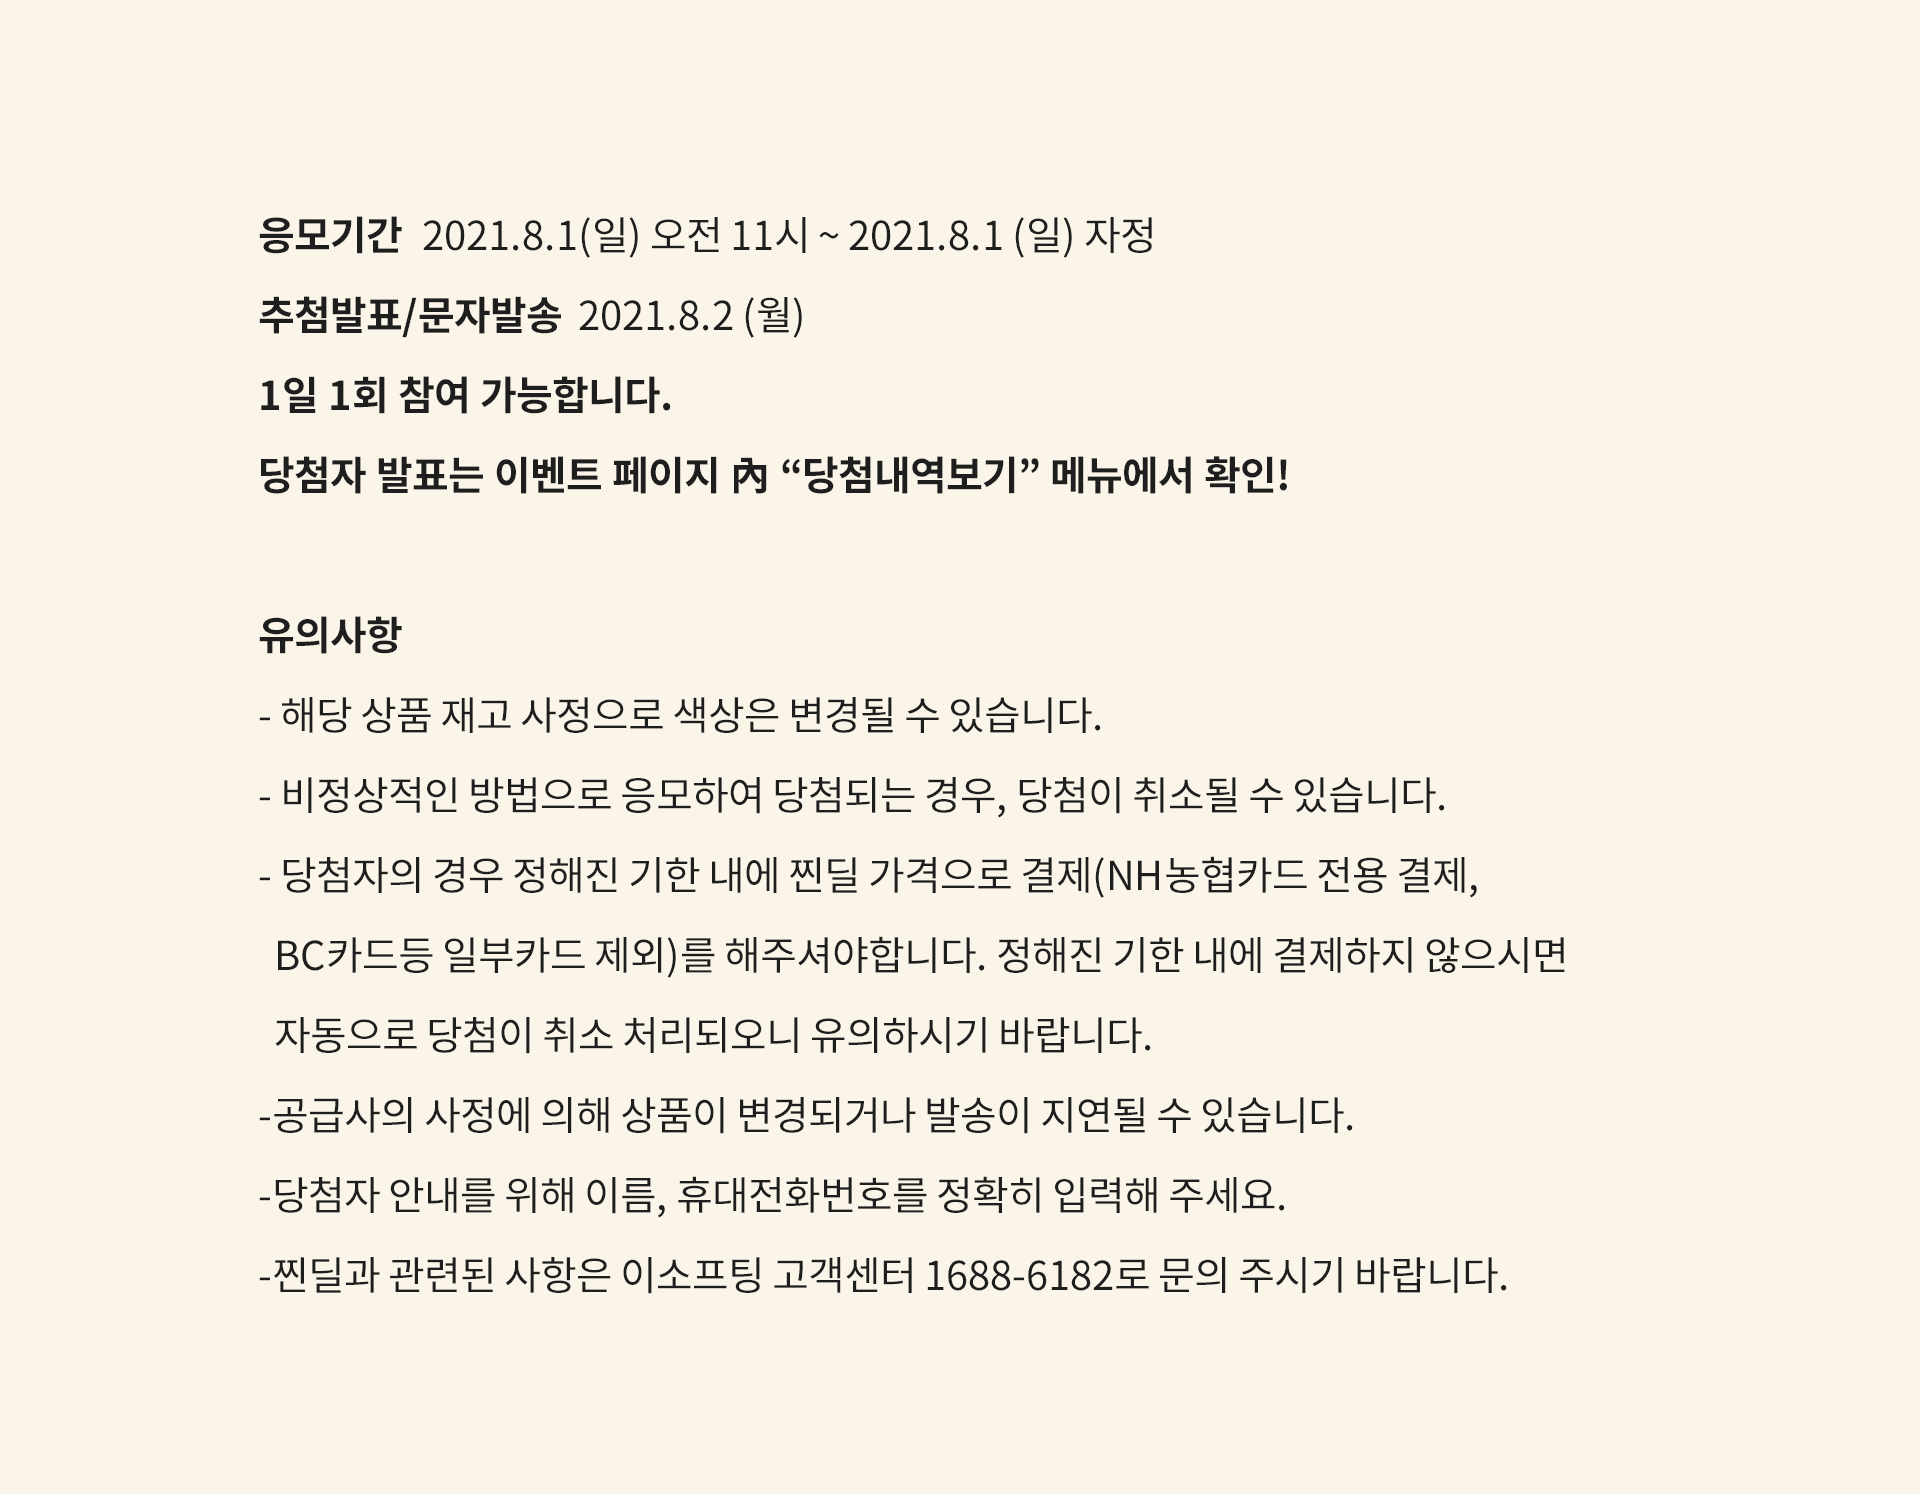 응모기간 2021.8.1(일) 오전 11시 ~ 2021.8.1 (일) 자정
추첨발표/문자발송 2021.8.2 (월)
1일 1회 참여 가능합니다.
당첨자 발표는 이벤트 페이지 內 “당첨내역보기” 메뉴에서 확인!
유의사항
- 해당 상품 재고 사정으로 색상은 변경될 수 있습니다.
- 비정상적인 방법으로 응모하여 당첨되는 경우, 당첨이 취소될 수 있습니다.
- 당첨자의 경우 정해진 기한 내에 찐딜 가격으로 결제(NH농협카드 전용 결제,
BC카드등 일부카드 제외)를 해주셔야합니다. 정해진 기한 내에 결제하지 않으시면
자동으로 당첨이 취소 처리되오니 유의하시기 바랍니다.
-공급사의 사정에 의해 상품이 변경되거나 발송이 지연될 수 있습니다.
-당첨자 안내를 위해 이름, 휴대전화번호를 정확히 입력해 주세요.
-찐딜과 관련된 사항은 이소프팅 고객센터 1688-6182로 문의 주시기 바랍니다.